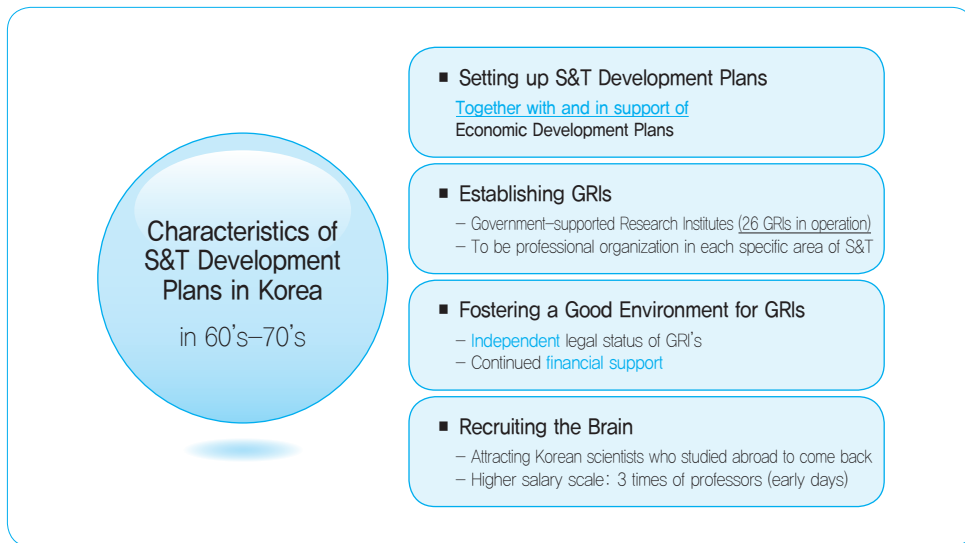 Characteristics of
S&T Development
Plans in Korea
in 60's–70's
■ Setting up S&T Development Plans
Together with and in support of
Economic Development Plans
■ Establishing GRIs
– Government–supported Research Institutes (26 GRIs in operation)
– To be professional organization in each specific area of S&T
■ Fostering a Good Environment for GRIs
– Independent legal status of GRI's
– Continued financial support
■ Recruiting the Brain
– Attracting Korean scientists who studied abroad to come back
– Higher salary scale: 3 times of professors (early days)